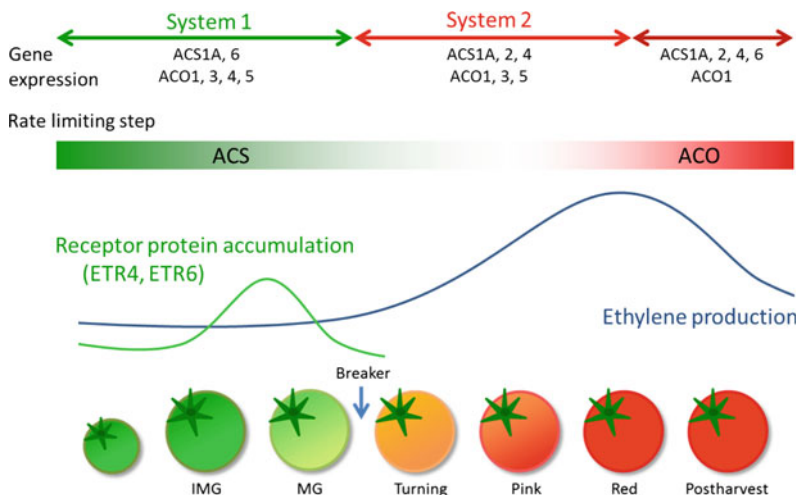 System 1
System 2
Gene
expression
ACS1A, 6
ACO1, 3, 4, 5
ACS1A, 2, 4
ACO1, 3, 5
ACS1A, 2, 4, 6
ACO1
Rate limiting step
ACS
ACO
Receptor protein accumulation
(ETR4, ETR6)
Ethylene production
Breaker
IMG
MG
Turning
Pink
Red
Postharvest